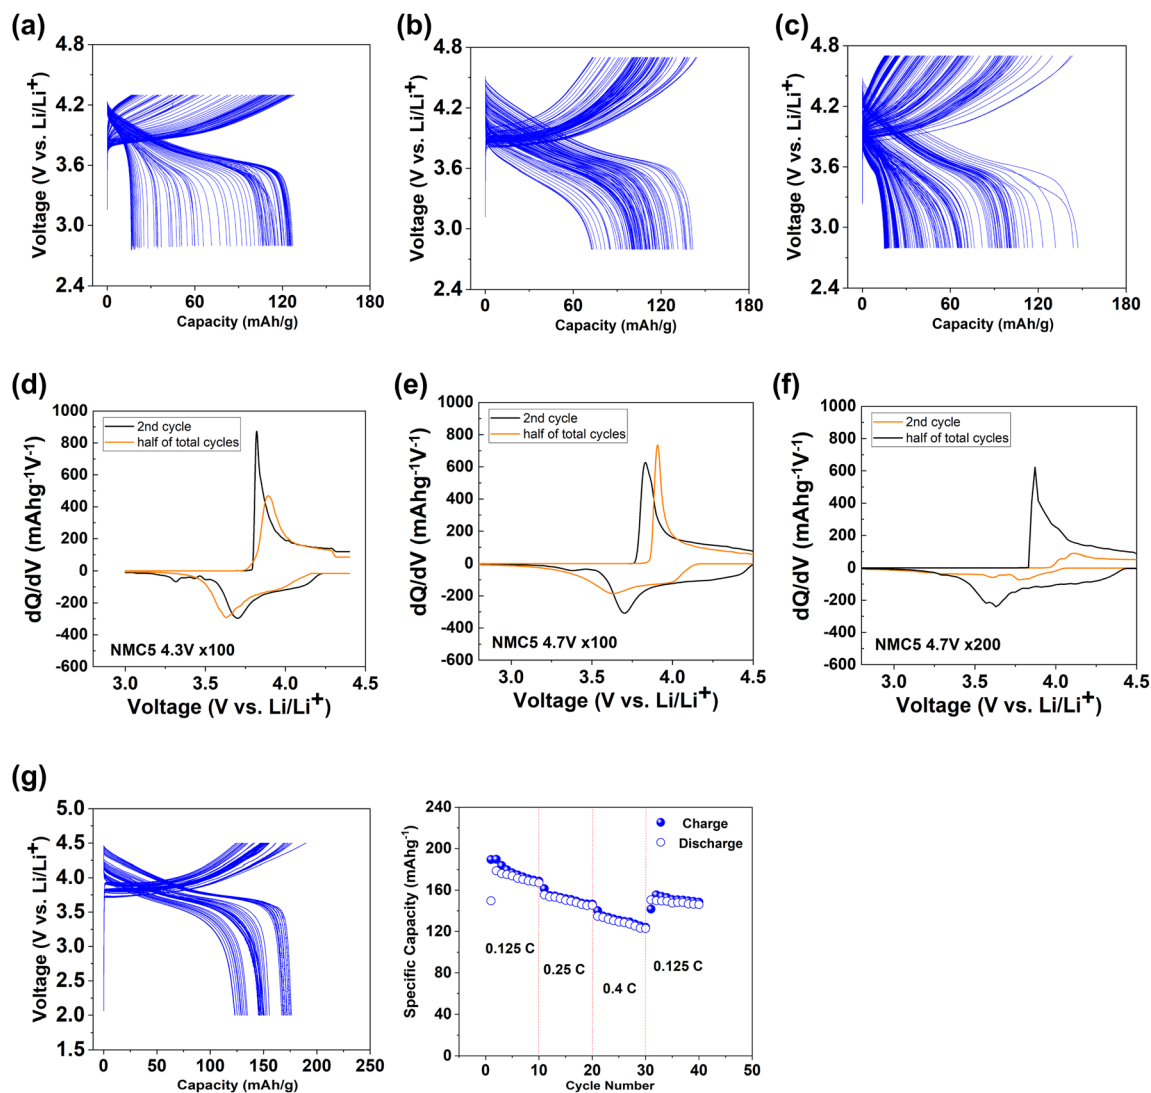 (a)
4.8
4.2
3.6
3.0
2.4
Voltage (V vs. Li/Li⁺)
0 60 120 180
Capacity (mAh/g)
(b)
4.8
4.2
3.6
3.0
2.4
Voltage (V vs. Li/Li⁺)
0 60 120 180
Capacity (mAh/g)
(c)
4.8
4.2
3.6
3.0
2.4
Voltage (V vs. Li/Li⁺)
0 60 120 180
Capacity (mAh/g)
(d)
1000
800
600
400
200
0
-200
-400
-600
dQ/dV (mAhg⁻¹V⁻¹)
2nd cycle
half of total cycles
NMC5 4.3V x100
3.0 3.5 4.0 4.5
Voltage (V vs. Li/Li⁺)
(e)
1000
800
600
400
200
0
-200
-400
-600
dQ/dV (mAhg⁻¹V⁻¹)
2nd cycle
half of total cycles
NMC5 4.7V x100
3.0 3.5 4.0 4.5
Voltage (V vs. Li/Li⁺)
(f)
1000
800
600
400
200
0
-200
-400
-600
dQ/dV (mAhg⁻¹V⁻¹)
2nd cycle
half of total cycles
NMC5 4.7V x200
3.0 3.5 4.0 4.5
Voltage (V vs. Li/Li⁺)
(g)
5.0
4.5
4.0
3.5
3.0
2.5
2.0
1.5
Voltage (V vs. Li/Li⁺)
0 50 100 150 200 250
Capacity (mAh/g)
240
200
160
120
80
40
0
Specific Capacity (mAhg⁻¹)
Charge
Discharge
0.125 C
0.25 C
0.4 C
0.125 C
0 10 20 30 40 50
Cycle Number